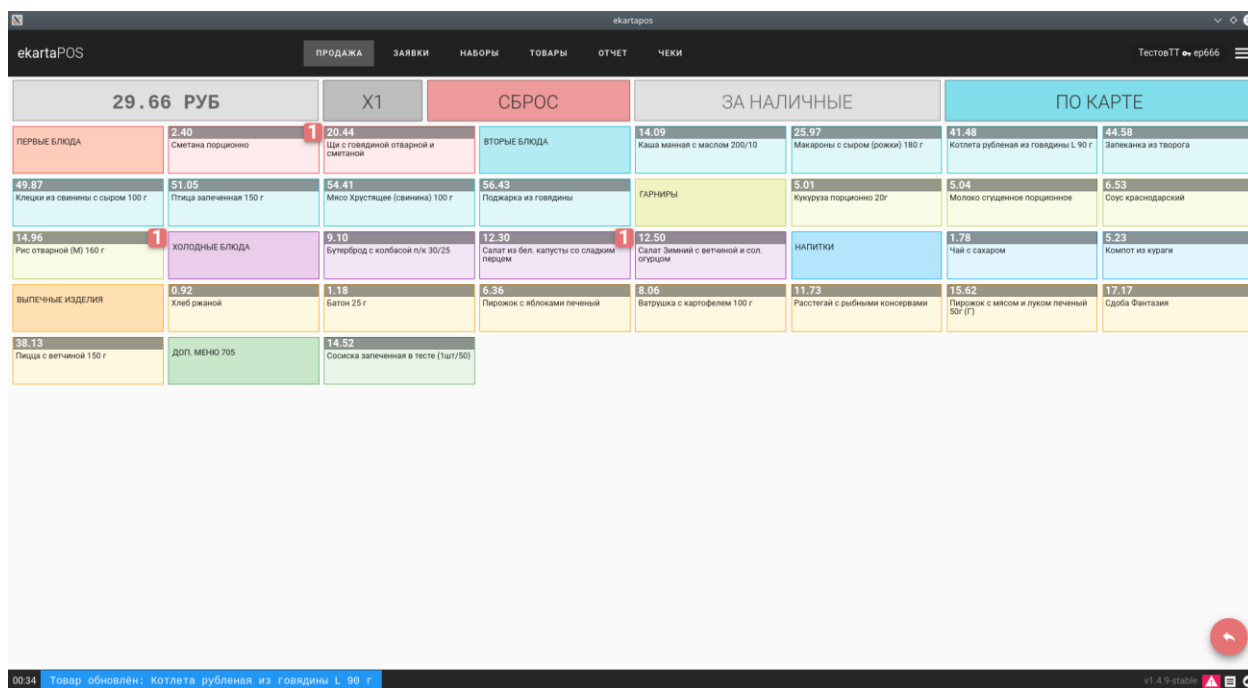 ekartapos
ekartaPOS
ПРОДАЖА ЗАЯВКИ НАБОРЫ ТОВАРЫ ОТЧЕТ ЧЕКИ
ТестовТТ ep666
29.66 РУБ
X1
СБРОС
ЗА НАЛИЧНЫЕ
ПО КАРТЕ
ПЕРВЫЕ БЛЮДА
2.40
Сметана порционно
1
20.44
Щи с говядиной отварной и
сметаной
ВТОРЫЕ БЛЮДА
14.09
Каша манная с маслом 200/10
25.97
Макароны с сыром (рожки) 180 г
41.48
Котлета рубленая из говядины L 90 г
44.58
Запеканка из творога
49.87
Клецки из свинины с сыром 100 г
51.05
Птица запеченная 150 г
54.41
Мясо Хрустящее (свинина) 100 г
56.43
Поджарка из говядины
ГАРНИРЫ
5.01
Кукуруза порционно 20г
5.04
Молоко сгущенное порционное
6.53
Соус краснодарский
14.96
Рис отварной (М) 160 г
1
ХОЛОДНЫЕ БЛЮДА
9.10
Бутерброд с колбасой п/к 30/25
12.30
Салат из бел. капусты со сладким
перцем
1
12.50
Салат Зимний с ветчиной и сол.
огурцом
НАПИТКИ
1.78
Чай с сахаром
5.23
Компот из кураги
ВЫПЕЧНЫЕ ИЗДЕЛИЯ
0.92
Хлеб ржаной
1.18
Батон 25 г
6.36
Пирожок с яблоками печеный
8.06
Ватрушка с картофелем 100 г
11.73
Расстегай с рыбными консервами
15.62
Пирожок с мясом и луком печеный
50г (Г)
17.17
Сдоба Фантазия
38.13
Пицца с ветчиной 150 г
ДОП. МЕНЮ 705
14.52
Сосиска запеченная в тесте (1шт/50)
00:34 Товар обновлён: Котлета рубленая из говядины L 90 г
v1.4.9-stable